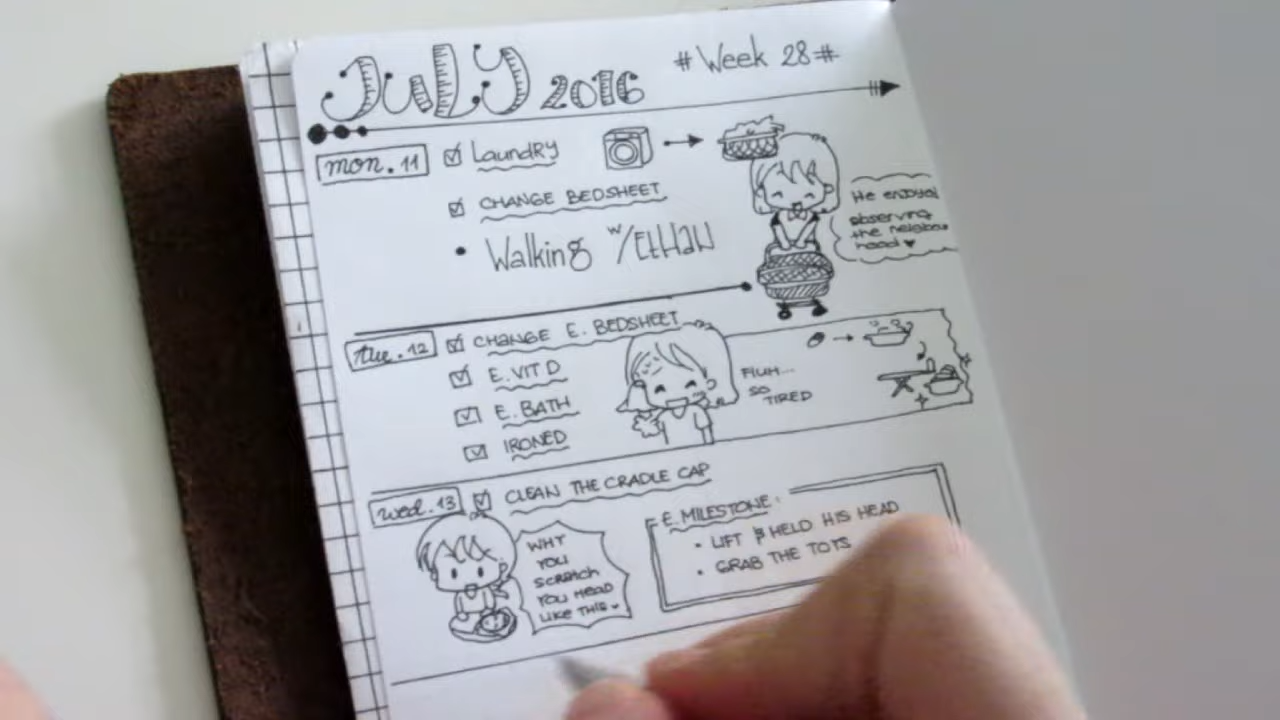 JULY 2016 #Week 28#
mon. 11
LaundRY
CHANGE BEDSHEET
Walking w/EtHaN
He enjoyed
observing
the neigbou
hood
tue. 12
CHANGE E. BEDSHEET
E. VIT D
E. BATH
IRONED
FIUH...
SO
TIRED
wed. 13
CLEAN THE CRADLE CAP
WHY
YOU
SCRATCH
YOU HEAD
LIKE THIS
E. MILESTONE:
LIFT & HELD HIS HEAD
GRAB THE TOYS